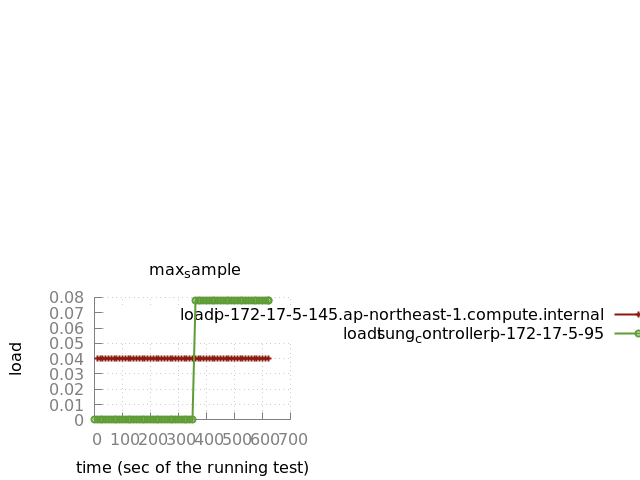 max_sample
0.08
0.07
0.06
0.05
0.04
0.03
0.02
0.01
0
load
load:ip-172-17-5-145.ap-northeast-1.compute.internal
load:tsung_controller:ip-172-17-5-95
0 100 200 300 400 500 600 700
time (sec of the running test)